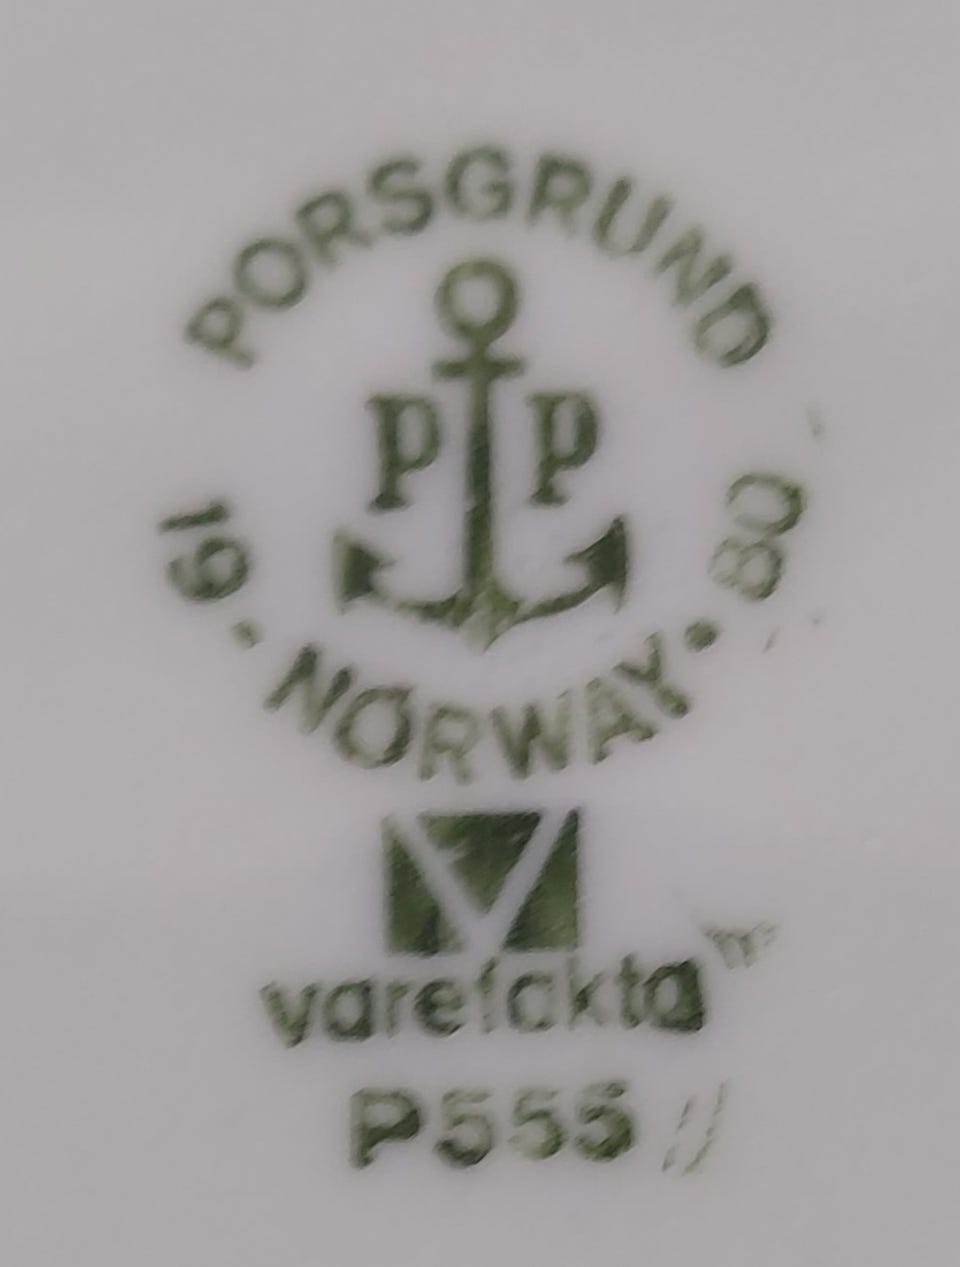 PORSGRUND
P P
19 80
NORWAY
varefakta
P555